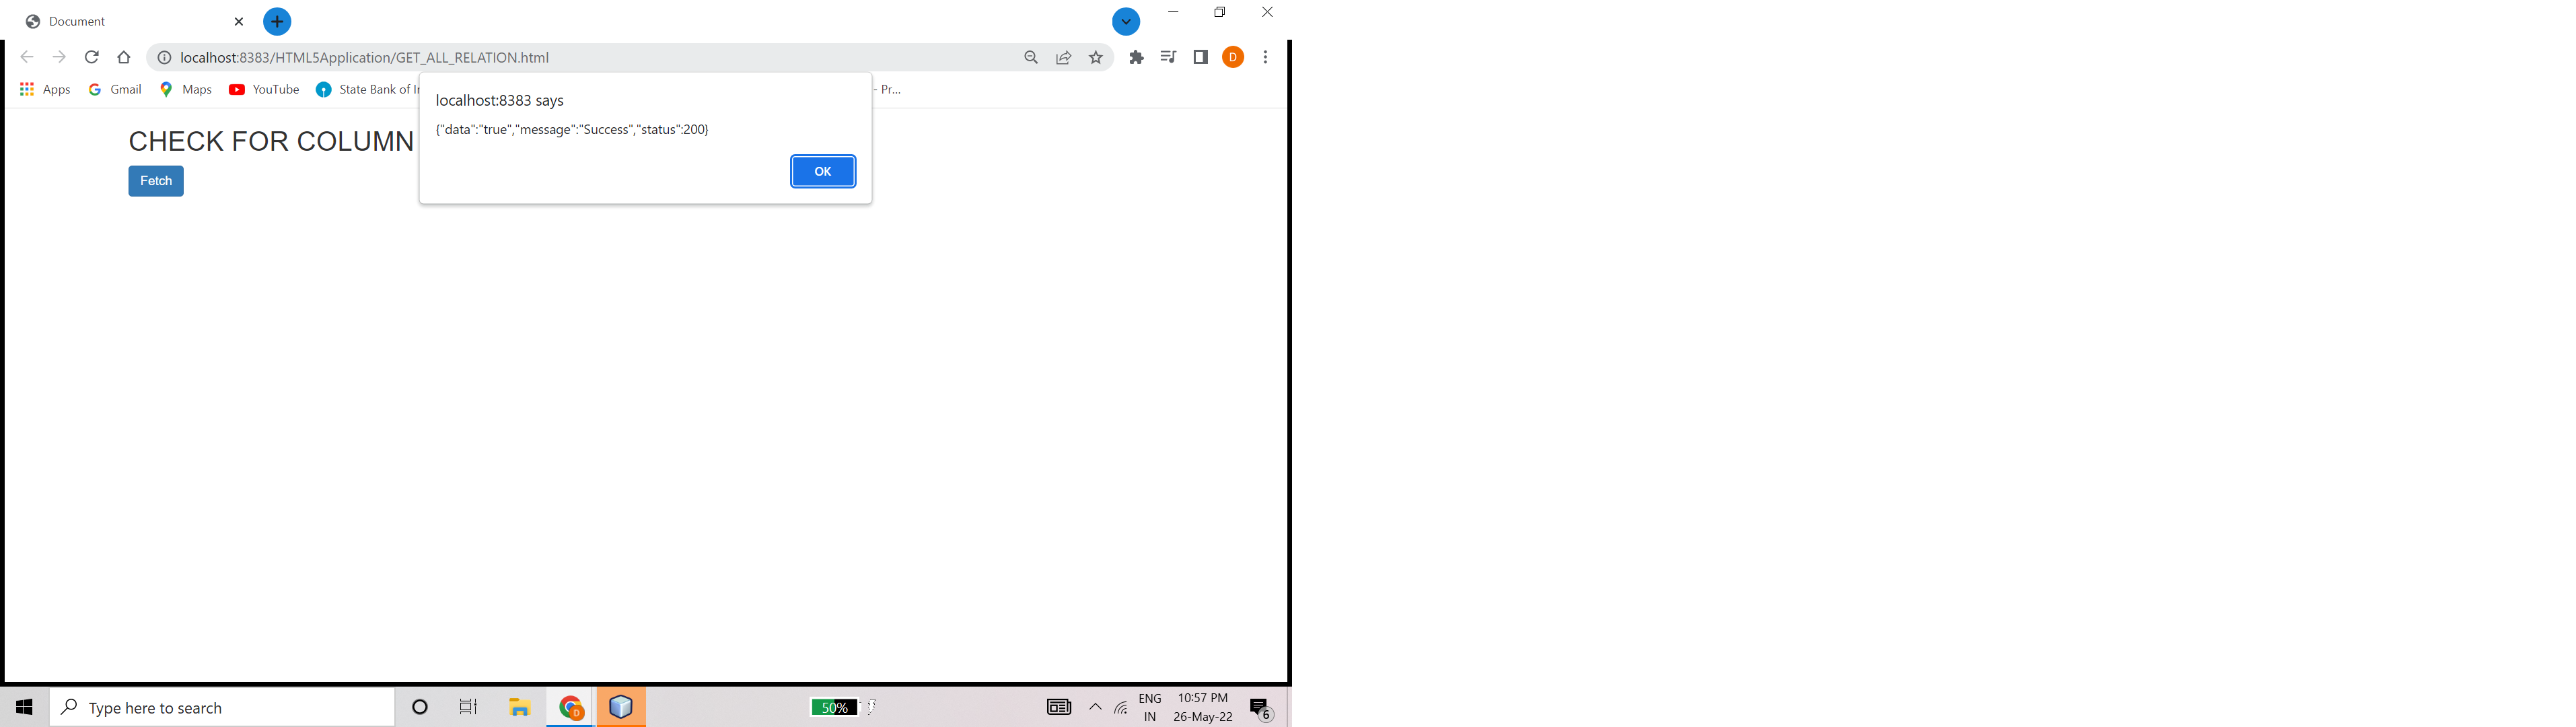 Document
localhost:8383/HTML5Application/GET_ALL_RELATION.html
D
Apps Gmail Maps YouTube State Bank of - Pr...
localhost:8383 says
{"data":"true","message":"Success","status":200}
OK
CHECK FOR COLUMN
Fetch
Type here to search
D
50%
ENG
IN
10:57 PM
26-May-22
6